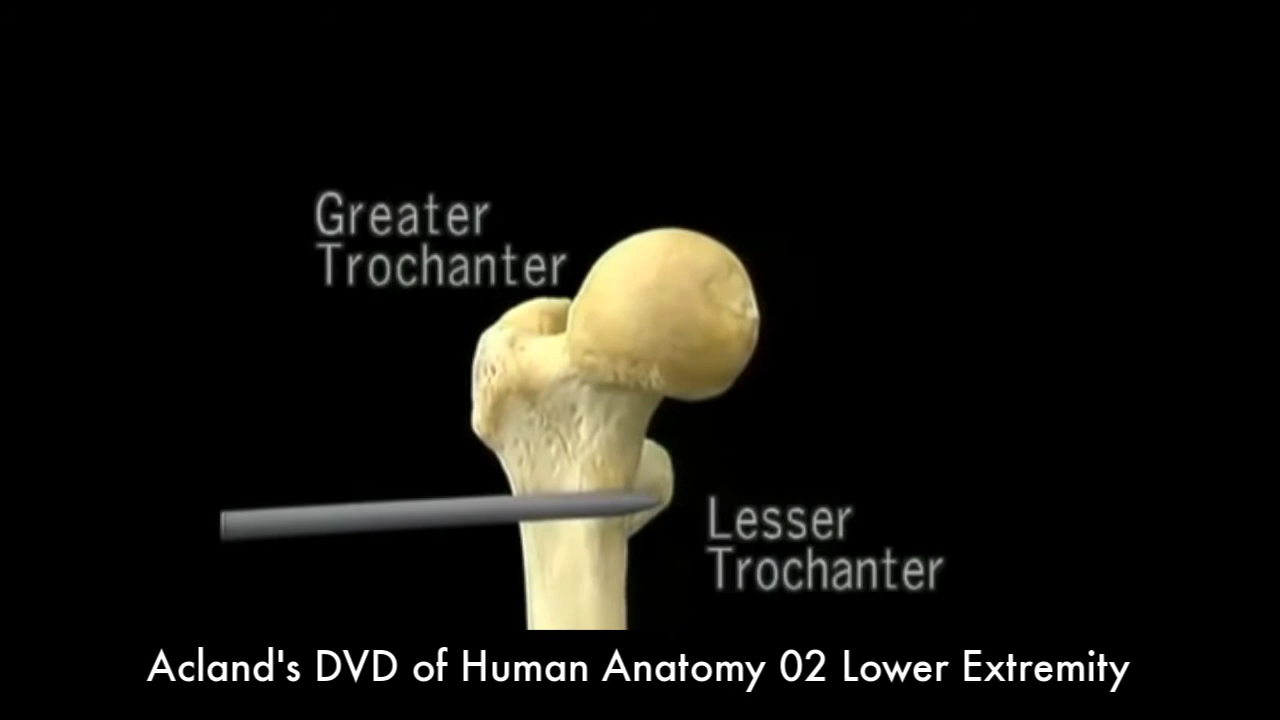 Greater
Trochanter
Lesser
Trochanter
Acland's DVD of Human Anatomy 02 Lower Extremity